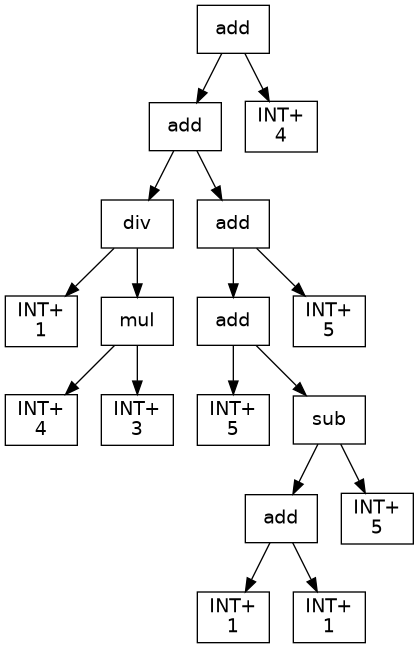 add
add
INT+
4
div
add
INT+
1
mul
add
INT+
5
INT+
4
INT+
3
INT+
5
sub
add
INT+
5
INT+
1
INT+
1